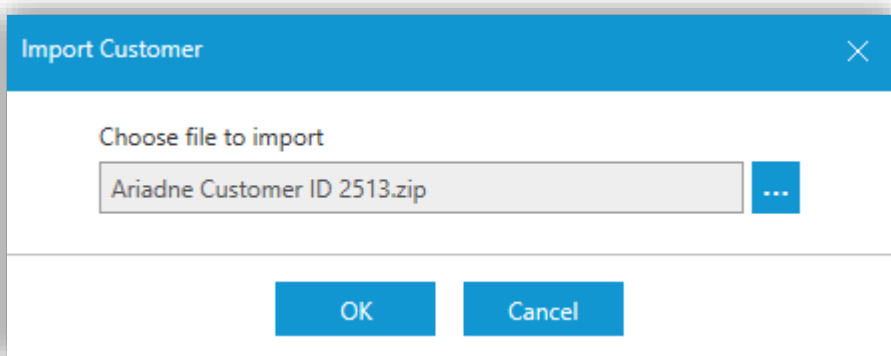 Import Customer
Choose file to import
Ariadne Customer ID 2513.zip
...
OK
Cancel